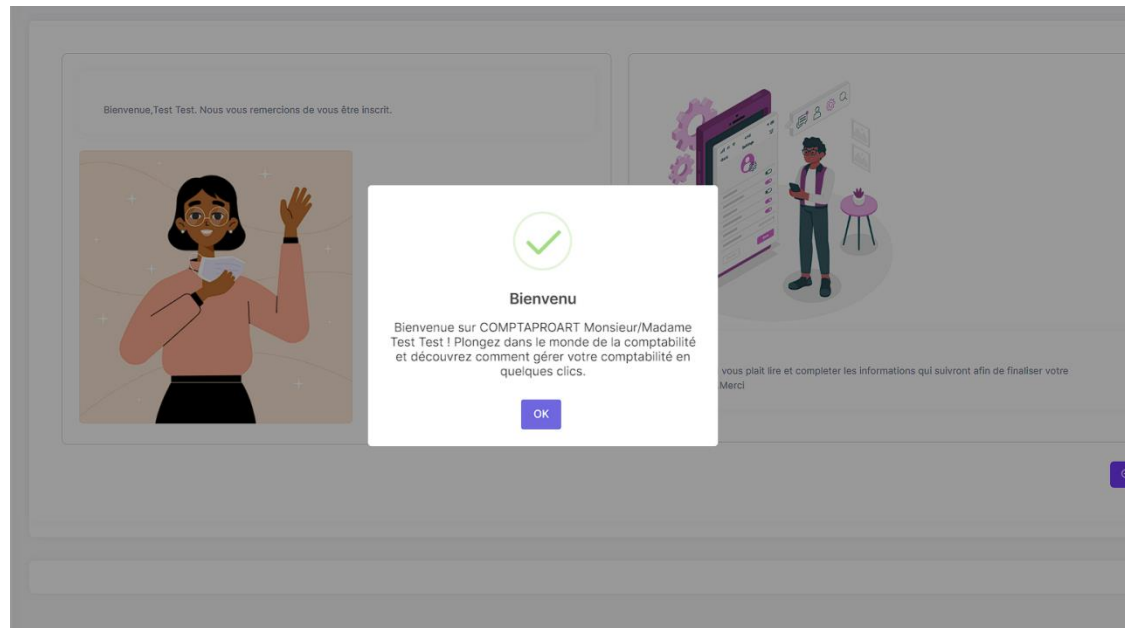 Bienvenue,Test Test. Nous vous remercions de vous être inscrit.
Bienvenu
Bienvenue sur COMPTAPROART Monsieur/Madame
Test Test ! Plongez dans le monde de la comptabilité
et découvrez comment gérer votre comptabilité en
quelques clics.
OK
vous plait lire et completer les informations qui suivront afin de finaliser votre
Merci